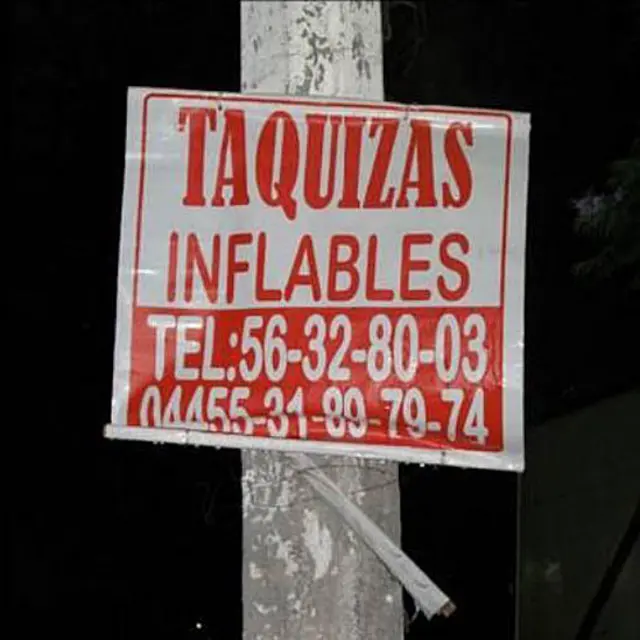 TAQUIZAS
INFLABLES
TEL:56-32-80-03
04455-31-89-79-74